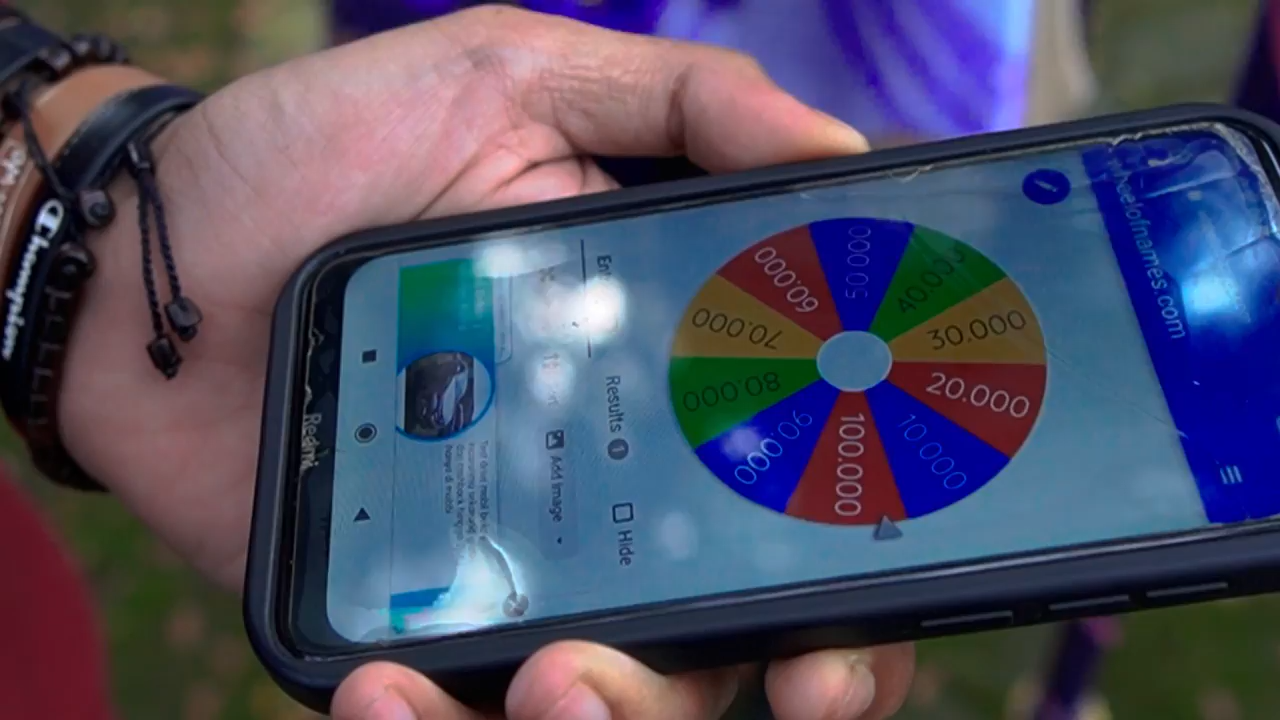 wheelofnames.com
10.000
20.000
30.000
40.000
50.000
60.000
70.000
80.000
90.000
100.000
Results 1
Hide
Add Image
Redmi
Champion